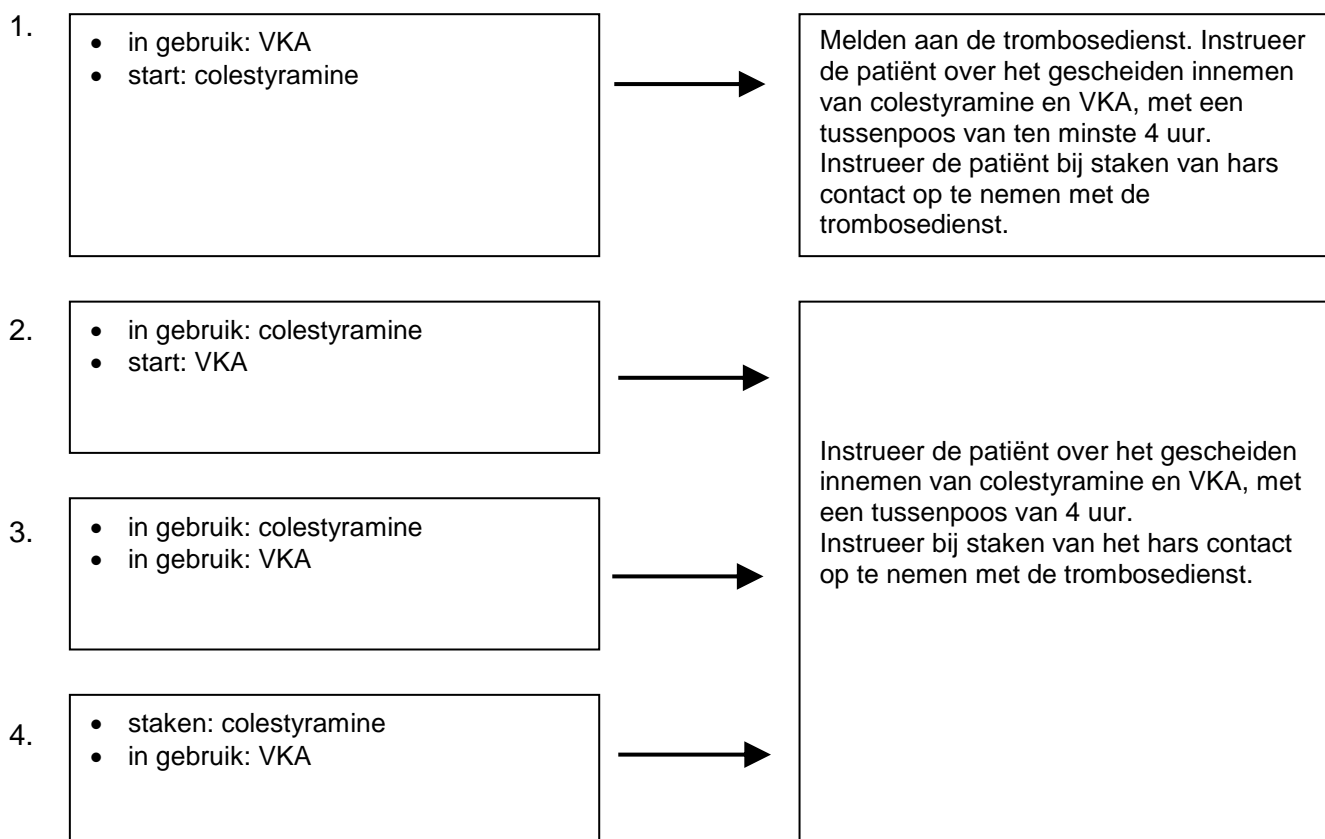 1.
• in gebruik: VKA
• start: colestyramine
Melden aan de trombosedienst. Instrueer
de patiënt over het gescheiden innemen
van colestyramine en VKA, met een
tussenpoos van ten minste 4 uur.
Instrueer de patiënt bij staken van hars
contact op te nemen met de
trombosedienst.
2.
• in gebruik: colestyramine
• start: VKA
3.
• in gebruik: colestyramine
• in gebruik: VKA
4.
• staken: colestyramine
• in gebruik: VKA
Instrueer de patiënt over het gescheiden
innemen van colestyramine en VKA, met
een tussenpoos van 4 uur.
Instrueer bij staken van het hars contact
op te nemen met de trombosedienst.